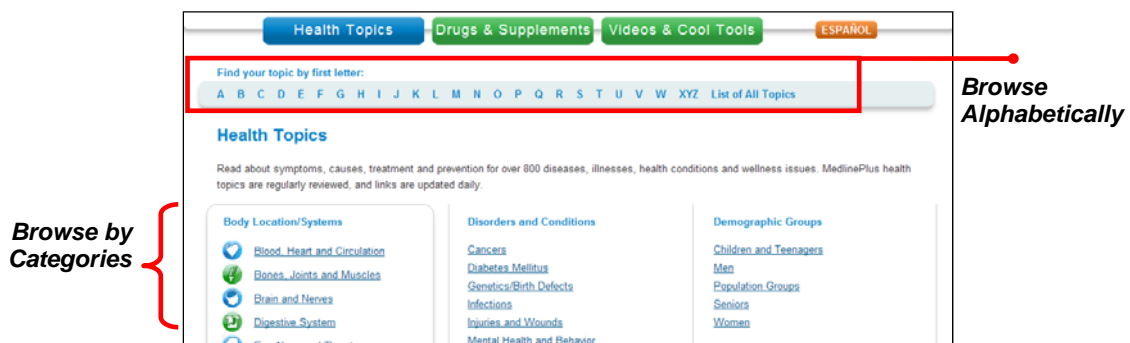 Health Topics Drugs & Supplements Videos & Cool Tools ESPAÑOL
Find your topic by first letter:
A B C D E F G H I J K L M N O P Q R S T U V W XYZ List of All Topics
Browse
Alphabetically
Health Topics
Read about symptoms, causes, treatment and prevention for over 800 diseases, illnesses, health conditions and wellness issues. MedlinePlus health
topics are regularly reviewed, and links are updated daily.
Browse by
Categories
Body Location/Systems
Blood, Heart and Circulation
Bones, Joints and Muscles
Brain and Nerves
Digestive System
Disorders and Conditions
Cancers
Diabetes Mellitus
Genetics/Birth Defects
Infections
Injuries and Wounds
Mental Health and Behavior
Demographic Groups
Children and Teenagers
Men
Population Groups
Seniors
Women